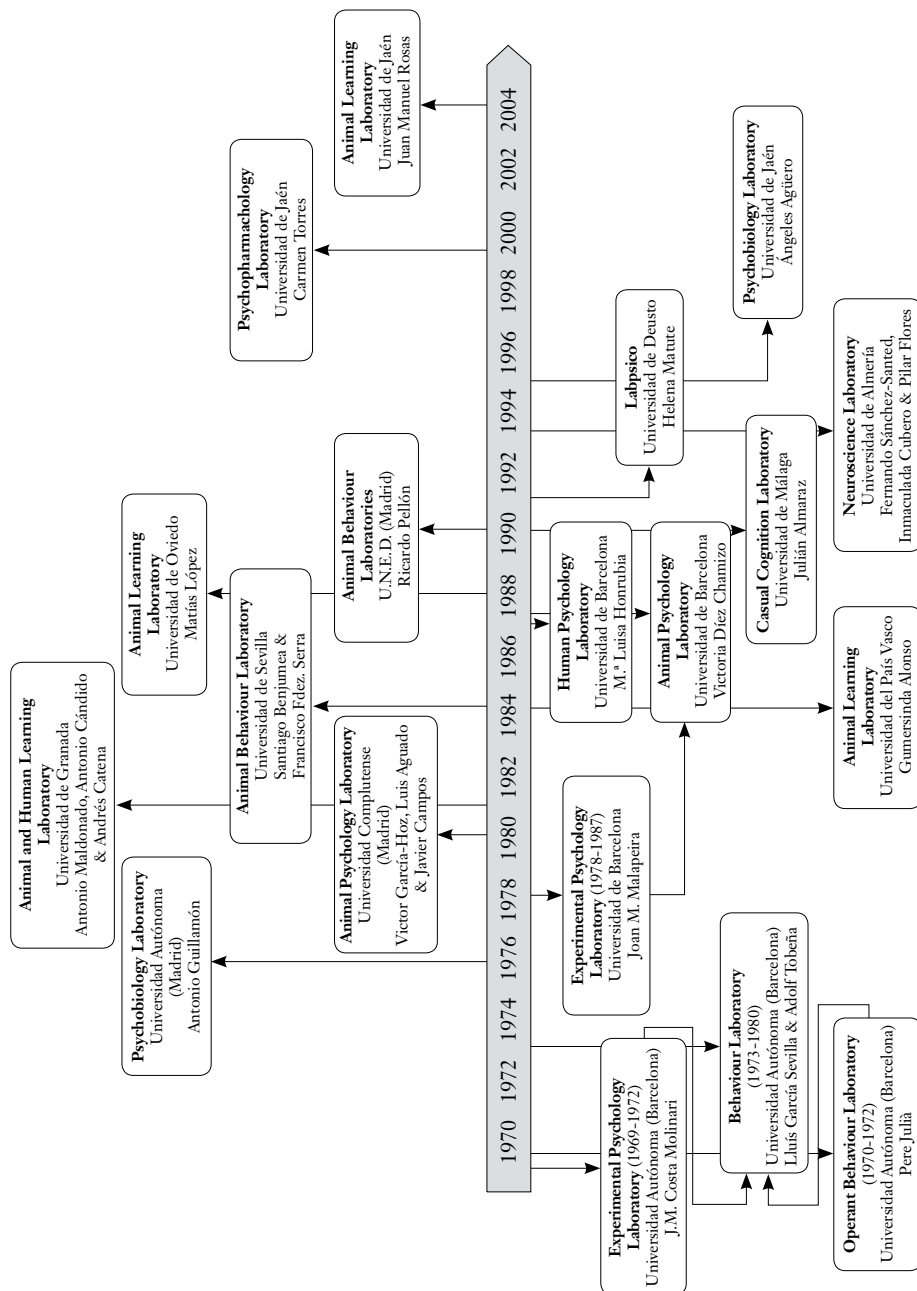 Animal and Human Learning
Laboratory
Universidad de Granada
Antonio Maldonado, Antonio Cándido
& Andrés Catena
Psychobiology Laboratory
Universidad Autónoma
(Madrid)
Antonio Guillamón
Animal Learning
Laboratory
Universidad de Oviedo
Matías López
Animal Behaviour Laboratory
Universidad de Sevilla
Santiago Benjumea &
Francisco Fdez. Serra
Psychopharmachology
Laboratory
Universidad de Jaén
Carmen Torres
Animal Psychology Laboratory
Universidad Complutense
(Madrid)
Victor García-Hoz, Luis Aguado
& Javier Campos
Animal Behaviour
Laboratories
U.N.E.D. (Madrid)
Ricardo Pellón
Animal Learning
Laboratory
Universidad de Jaén
Juan Manuel Rosas
1970 1972 1974 1976 1978 1980 1982 1984 1986 1988 1990 1992 1994 1996 1998 2000 2002 2004
Experimental Psychology
Laboratory (1969-1972)
Universidad Autónoma (Barcelona)
J.M. Costa Molinari
Experimental Psychology
Laboratory (1978-1987)
Universidad de Barcelona
Joan M. Malapeira
Human Psychology
Laboratory
Universidad de Barcelona
M.ª Luisa Honrubia
Labpsico
Universidad de Deusto
Helena Matute
Behaviour Laboratory
(1973-1980)
Universidad Autónoma (Barcelona)
Lluís García Sevilla & Adolf Tobeña
Animal Psychology
Laboratory
Universidad de Barcelona
Victoria Díez Chamizo
Psychobiology Laboratory
Universidad de Jaén
Ángeles Agüero
Casual Cognition Laboratory
Universidad de Málaga
Julián Almaraz
Operant Behaviour Laboratory
(1970-1972)
Universidad Autónoma (Barcelona)
Pere Julià
Animal Learning
Laboratory
Universidad del País Vasco
Gumersinda Alonso
Neuroscience Laboratory
Universidad de Almería
Fernando Sánchez-Santed,
Inmaculada Cubero & Pilar Flores